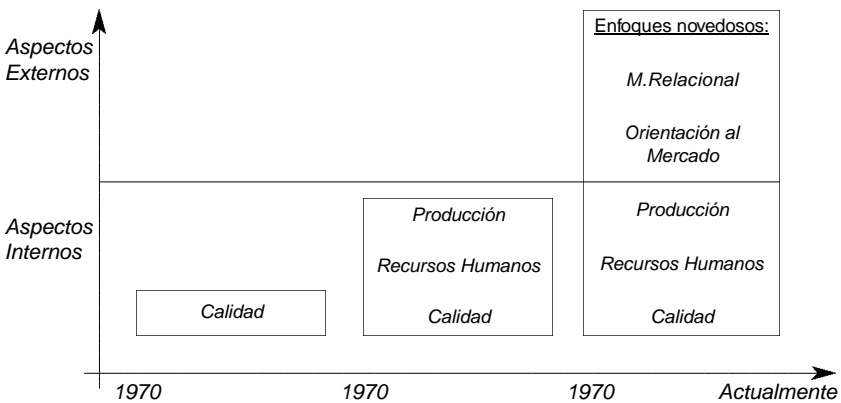 Aspectos
Externos
Enfoques novedosos:
M.Relacional
Orientación al
Mercado
Aspectos
Internos
Calidad
Producción
Recursos Humanos
Calidad
Producción
Recursos Humanos
Calidad
1970
1970
1970
Actualmente